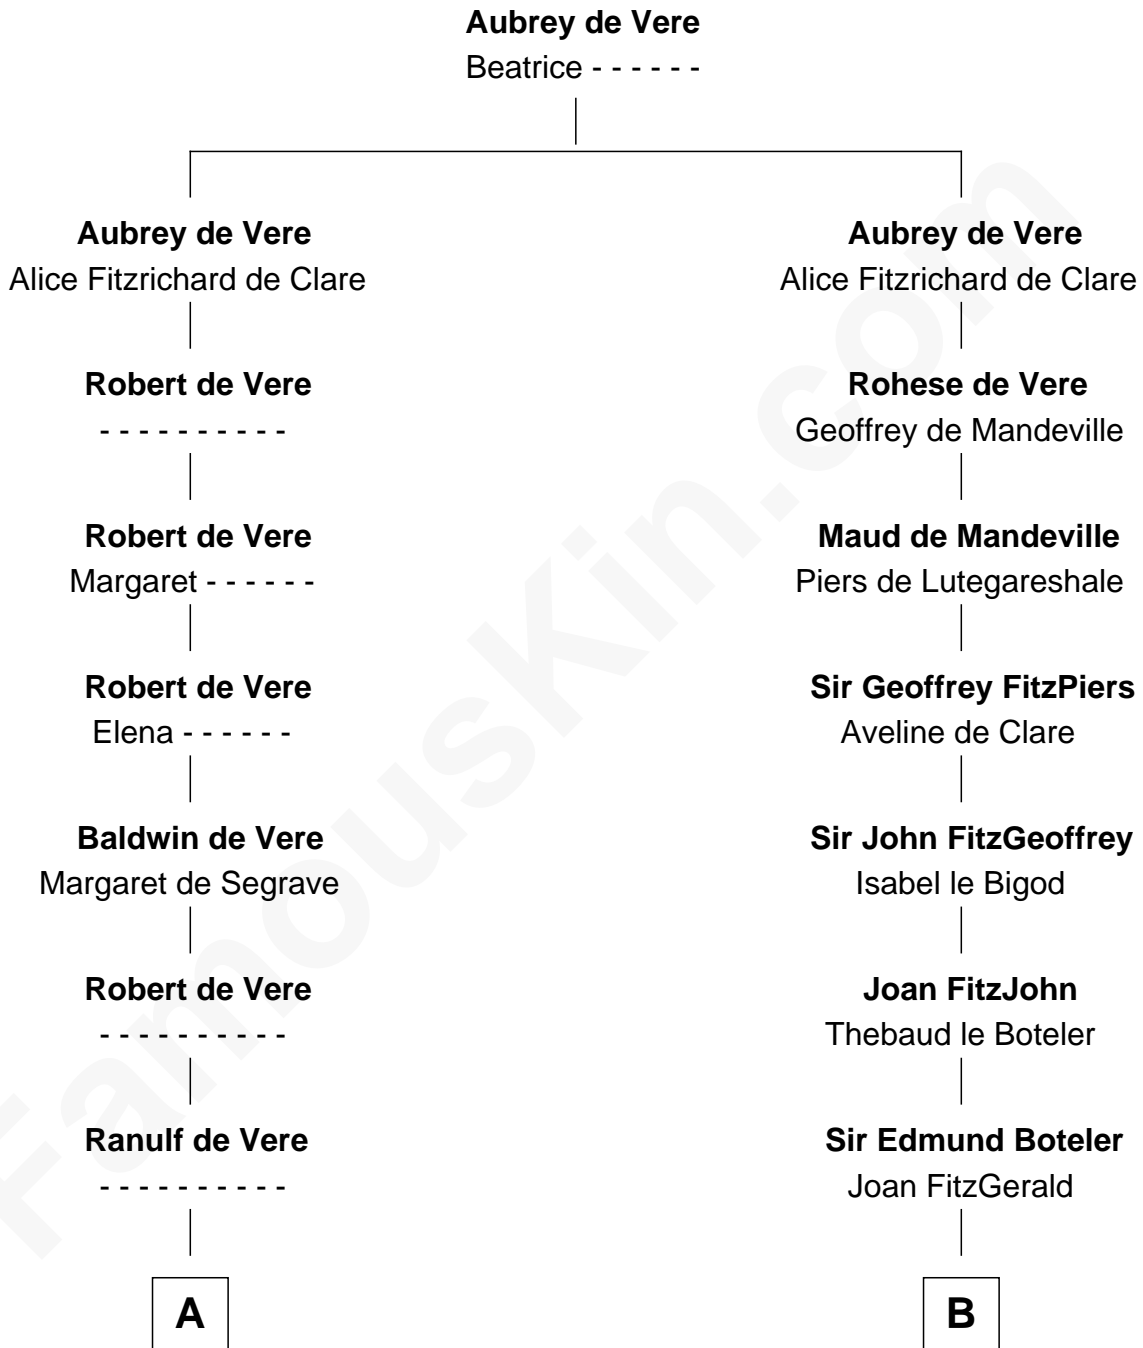 Aubrey de Vere
Beatrice - - - - - -
Aubrey de Vere
Alice Fitzrichard de Clare
Aubrey de Vere
Alice Fitzrichard de Clare
Robert de Vere
- - - - - - - - - -
Rohese de Vere
Geoffrey de Mandeville
Robert de Vere
Margaret - - - - - -
Maud de Mandeville
Piers de Lutegareshale
Robert de Vere
Elena - - - - - -
Sir Geoffrey FitzPiers
Aveline de Clare
Baldwin de Vere
Margaret de Segrave
Sir John FitzGeoffrey
Isabel le Bigod
Robert de Vere
- - - - - - - - - -
Joan FitzJohn
Thebaud le Boteler
Ranulf de Vere
- - - - - - - - - -
Sir Edmund Boteler
Joan FitzGerald
A
B
FamousKin.com